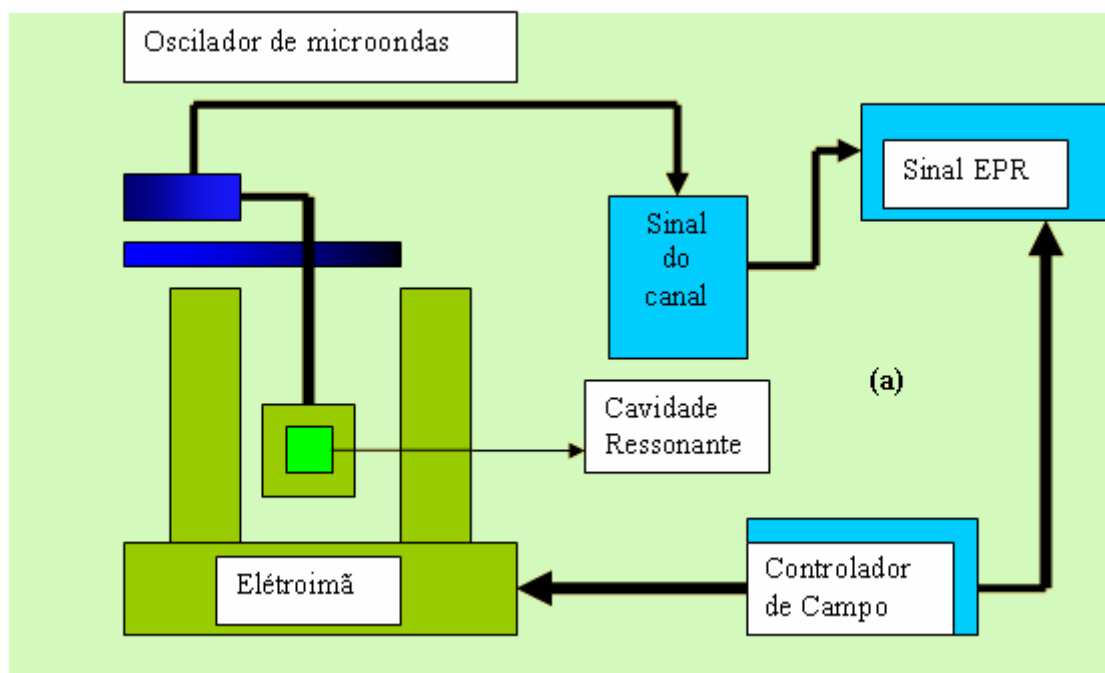 Oscilador de microondas
Sinal EPR
Sinal
do
canal
(a)
Cavidade
Ressonante
Elétroimã
Controlador
de Campo